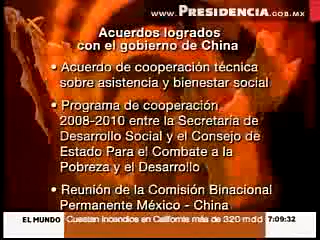 www.PRESIDENCIA.GOB.MX
Acuerdos logrados
con el gobierno de China
• Acuerdo de cooperación técnica
sobre asistencia y bienestar social
• Programa de cooperación
2008-2010 entre la Secretaría de
Desarrollo Social y el Consejo de
Estado Para el Combate a la
Pobreza y el Desarrollo
• Reunión de la Comisión Binacional
Permanente México - China
EL MUNDO Cuestan incendios en California más de 320 mdd 7:09:32